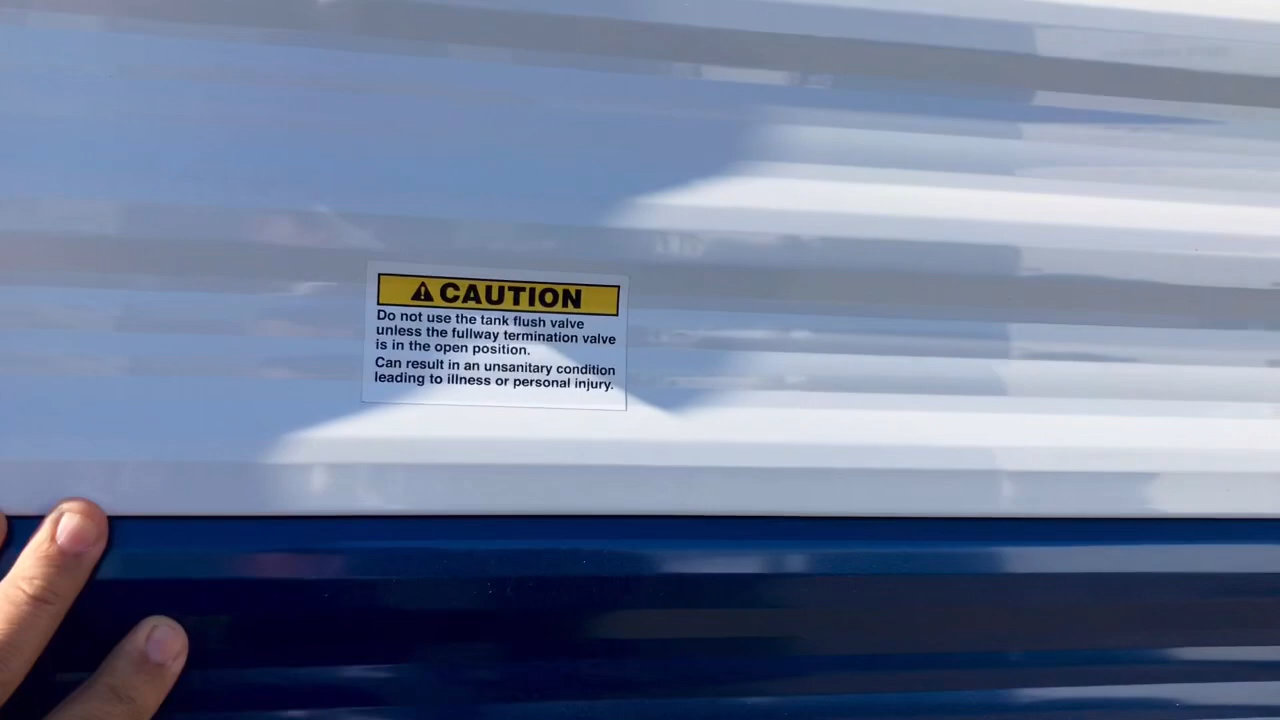 CAUTION
Do not use the tank flush valve
unless the fullway termination valve
is in the open position.
Can result in an unsanitary condition
leading to illness or personal injury.